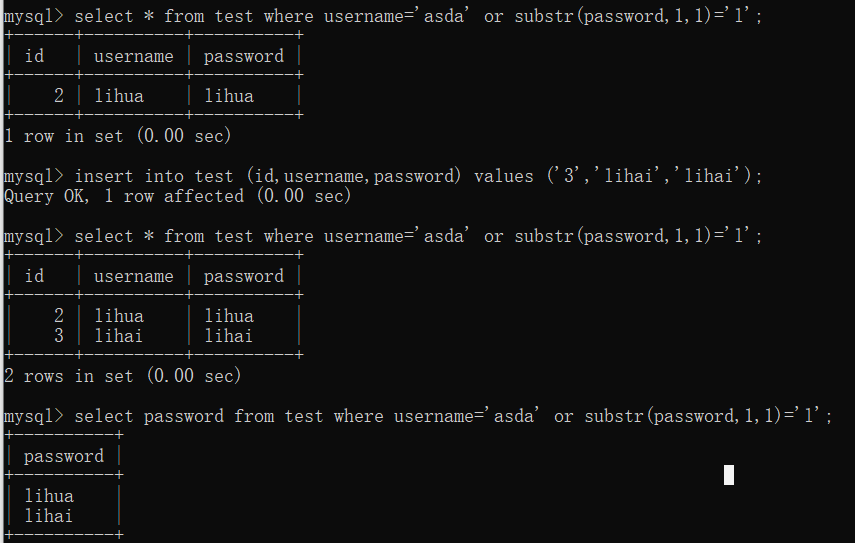 mysql> select * from test where username='asda' or substr(password,1,1)='l';
+------+----------+----------+
| id   | username | password |
+------+----------+----------+
|    2 | lihua    | lihua    |
+------+----------+----------+
1 row in set (0.00 sec)
mysql> insert into test (id,username,password) values ('3','lihai','lihai');
Query OK, 1 row affected (0.00 sec)
mysql> select * from test where username='asda' or substr(password,1,1)='l';
+------+----------+----------+
| id   | username | password |
+------+----------+----------+
|    2 | lihua    | lihua    |
|    3 | lihai    | lihai    |
+------+----------+----------+
2 rows in set (0.00 sec)
mysql> select password from test where username='asda' or substr(password,1,1)='l';
+----------+
| password |
+----------+
| lihua    |
| lihai    |
+----------+